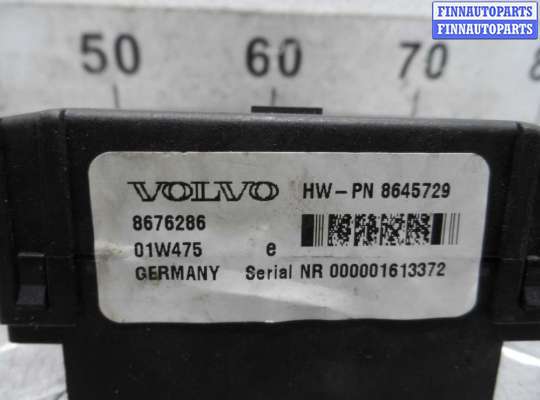 FINNAUTOPARTS
FINNAUTOPARTS
50 60 70
VOLVO HW-PN 8645729
8676286
01W475 e
GERMANY Serial NR 000001613372